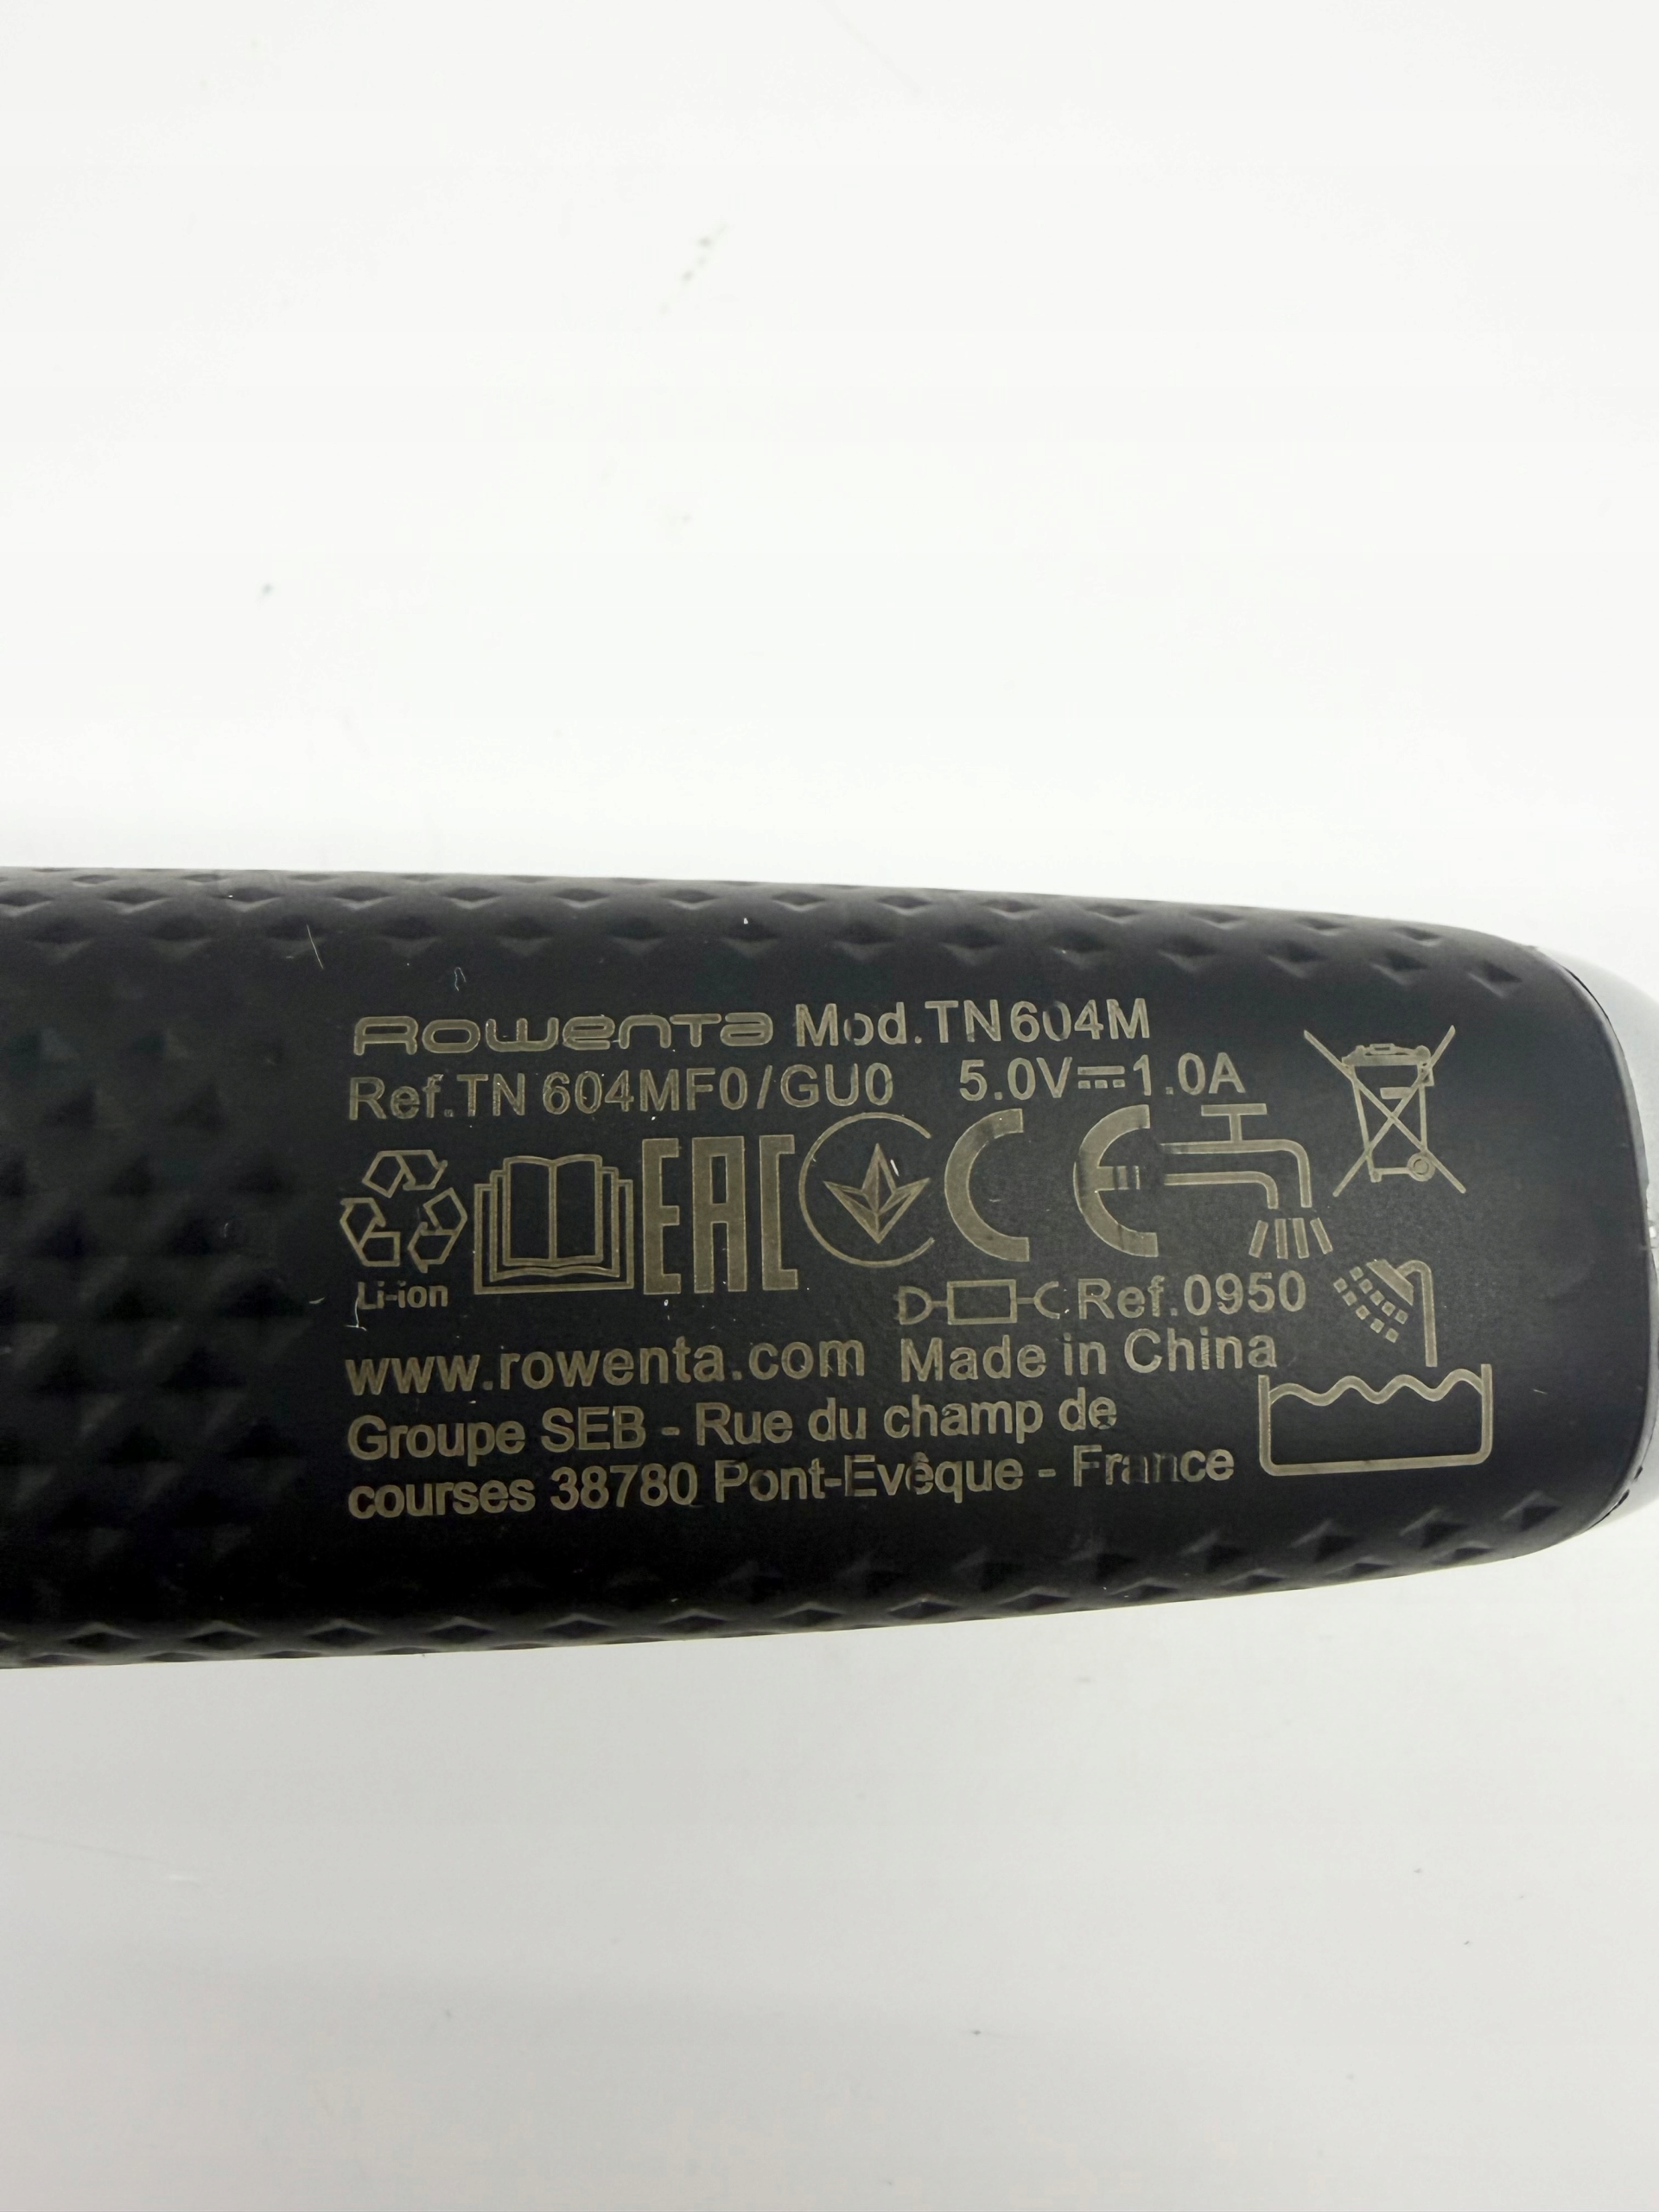 Rowenta Mod.TN604M
Ref.TN 604MF0/GU0 5.0V⎓1.0A
EAC CE
Li-ion
Ref.0950
www.rowenta.com Made in China
Groupe SEB - Rue du champ de
courses 38780 Pont-Evêque - France